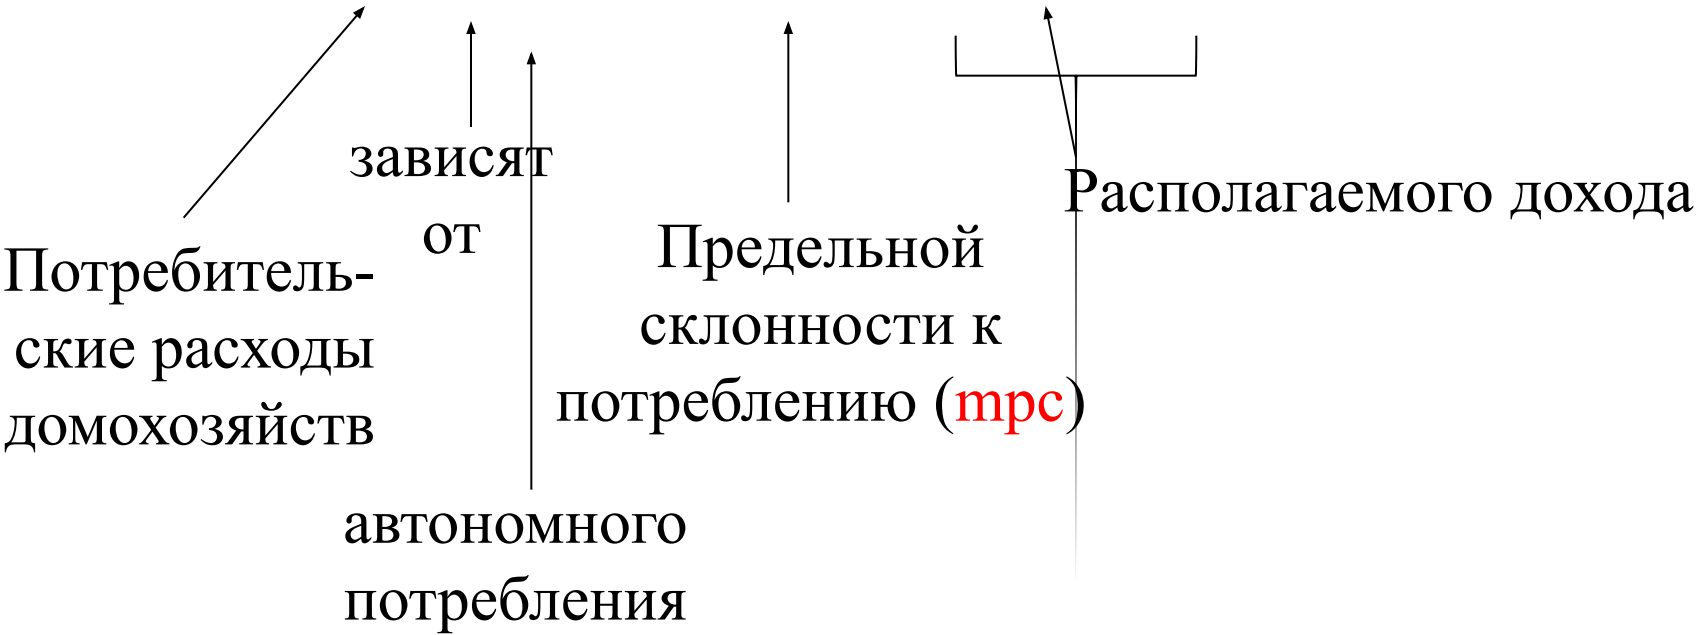 зависят
от
Располагаемого дохода
Потребитель-
ские расходы
домохозяйств
Предельной
склонности к
потреблению (mpc)
автономного
потребления